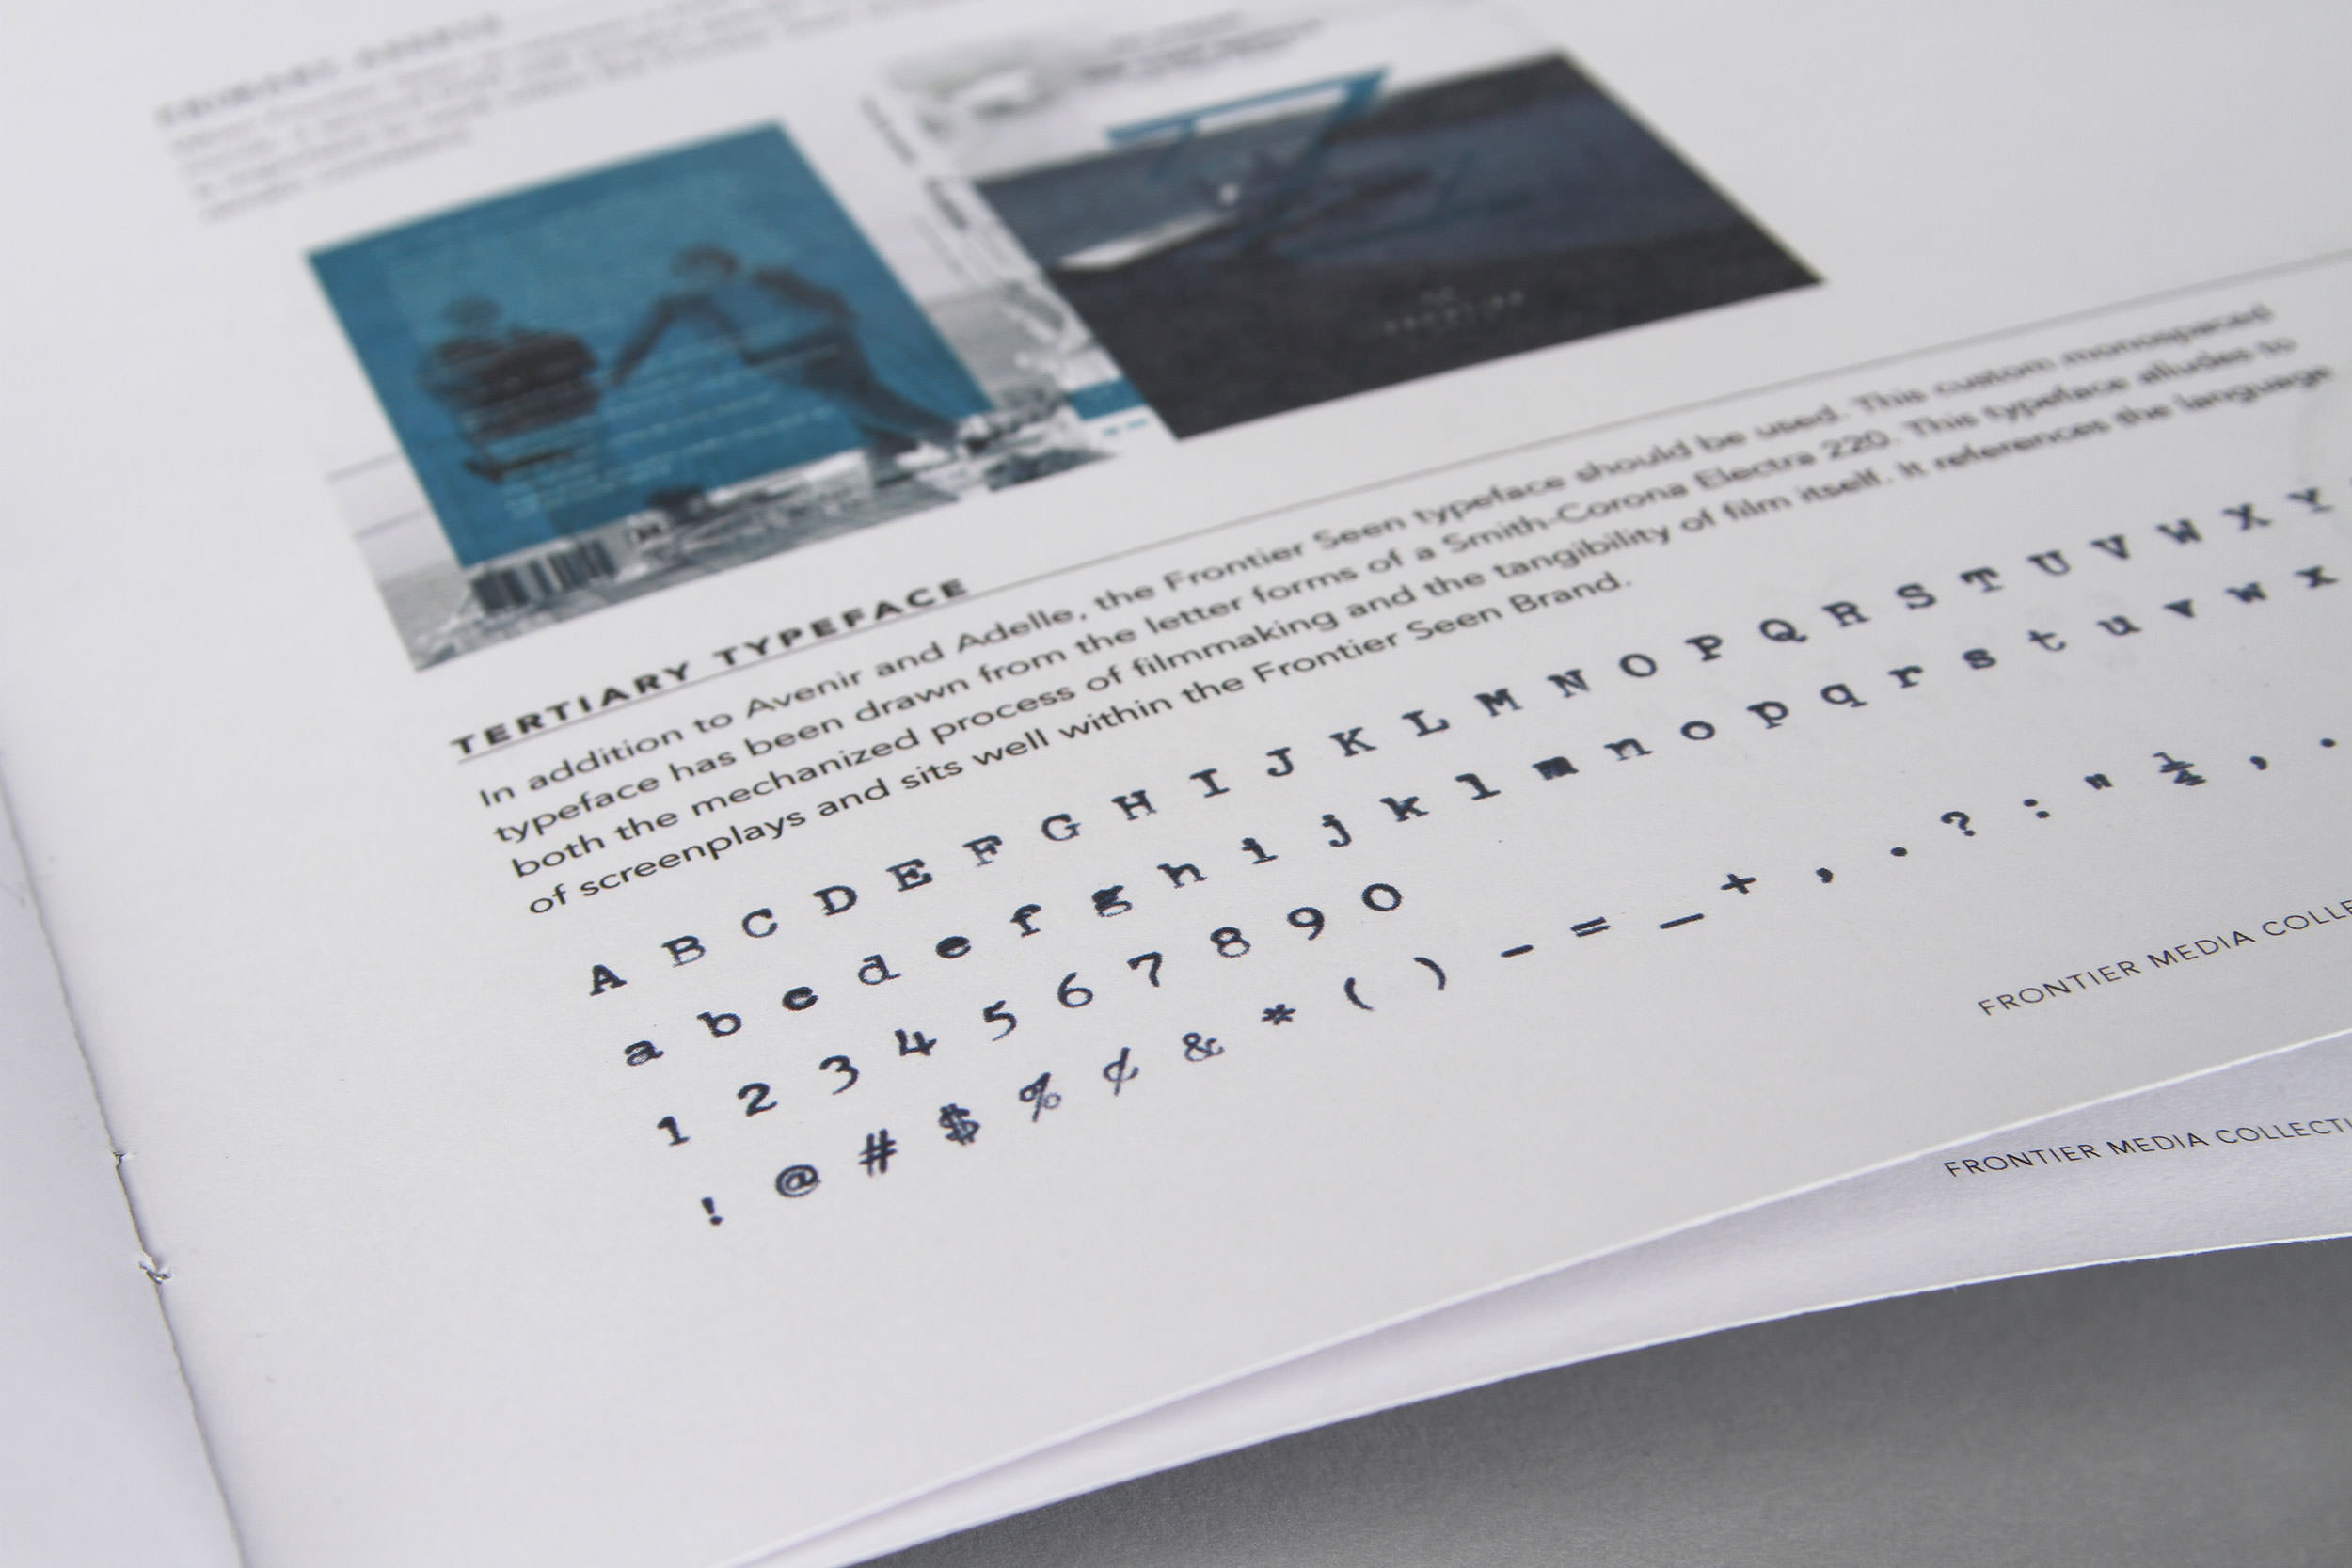 TERTIARY TYPEFACE
In addition to Avenir and Adelle, the Frontier Seen typeface should be used. This custom monospaced
typeface has been drawn from the letter forms of a Smith-Corona Electra 220. This typeface alludes to
both the mechanized process of filmmaking and the tangibility of film itself. It references the language
of screenplays and sits well within the Frontier Seen Brand.
A B C D E F G H I J K L M N O P Q R S T U V W X Y
a b c d e f g h i j k l m n o p q r s t u v w x
1 2 3 4 5 6 7 8 9 0
! @ # $ % ¢ & * ( ) - = _ + , . ? : " ¼ , .
FRONTIER MEDIA COLLE
FRONTIER MEDIA COLLECTI